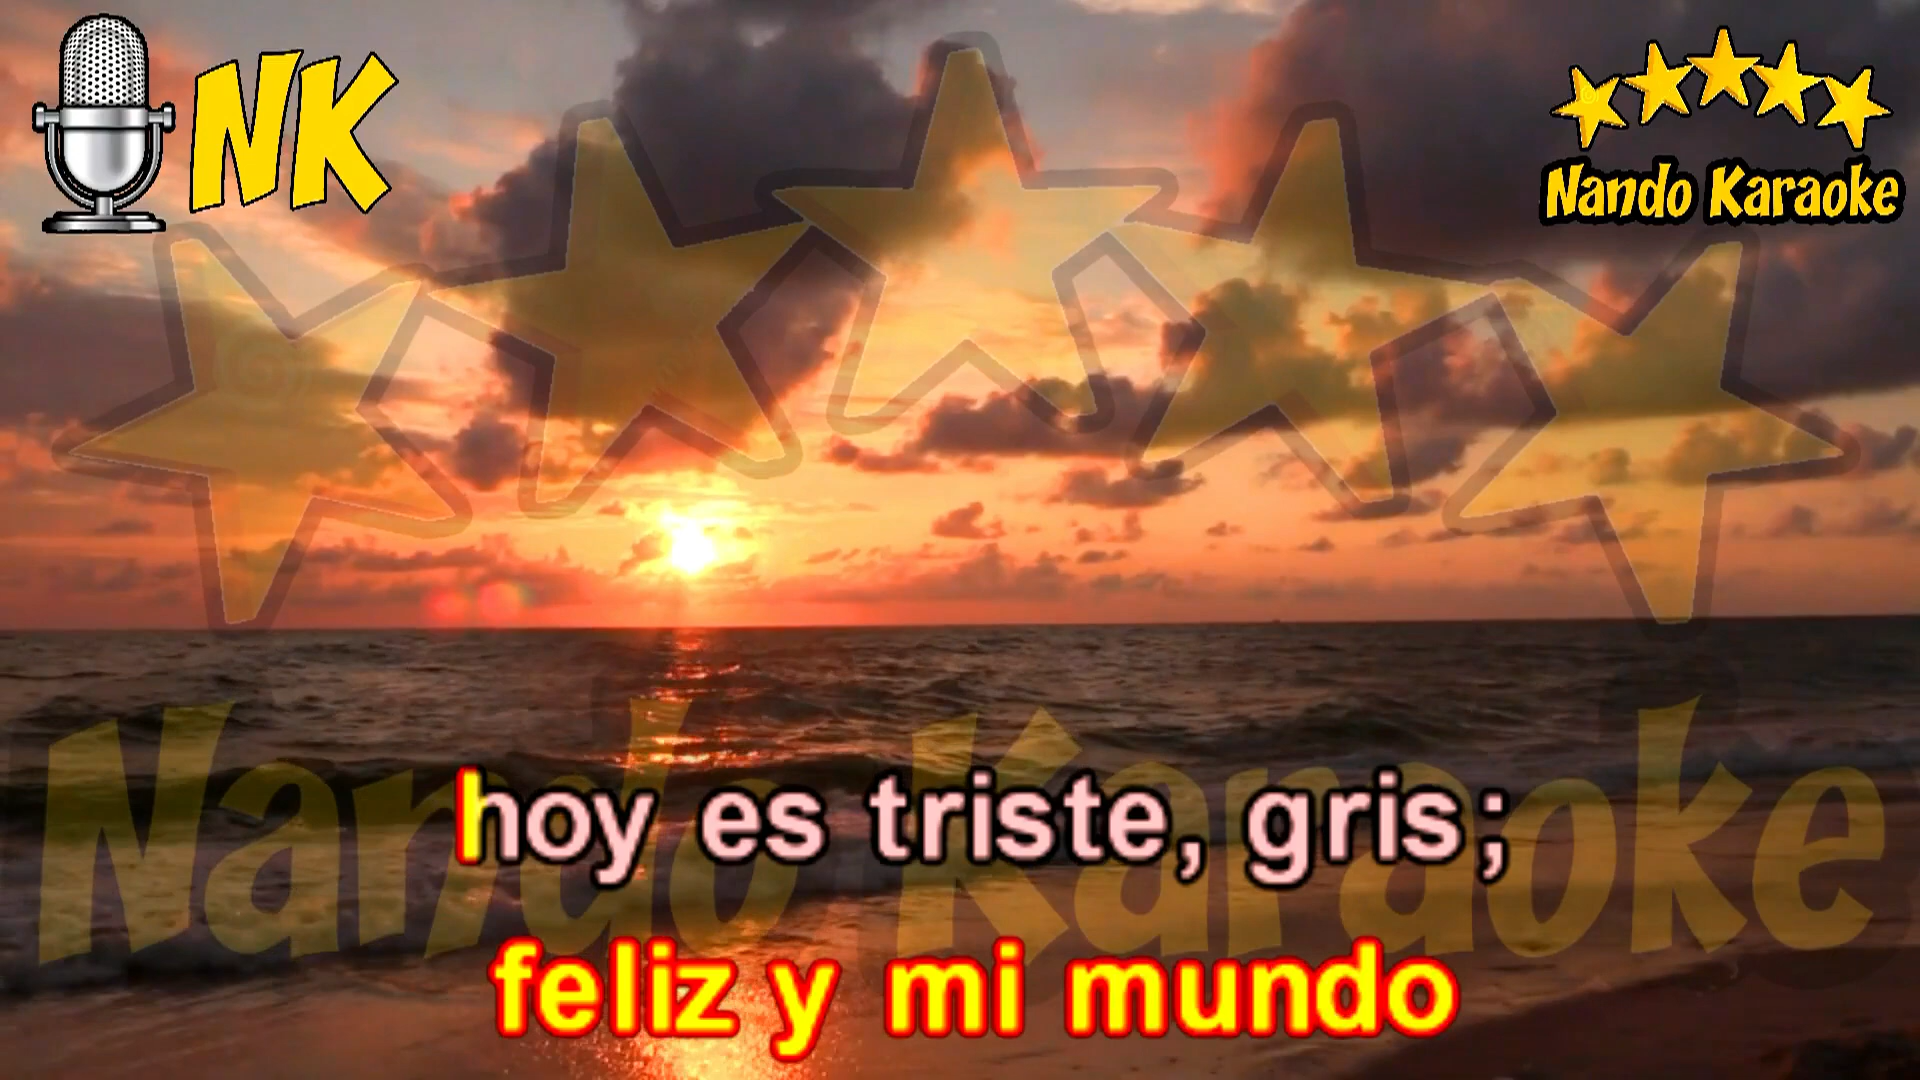 NK
Nando Karaoke
Nando Karaoke
hoy es triste, gris;
feliz y mi mundo